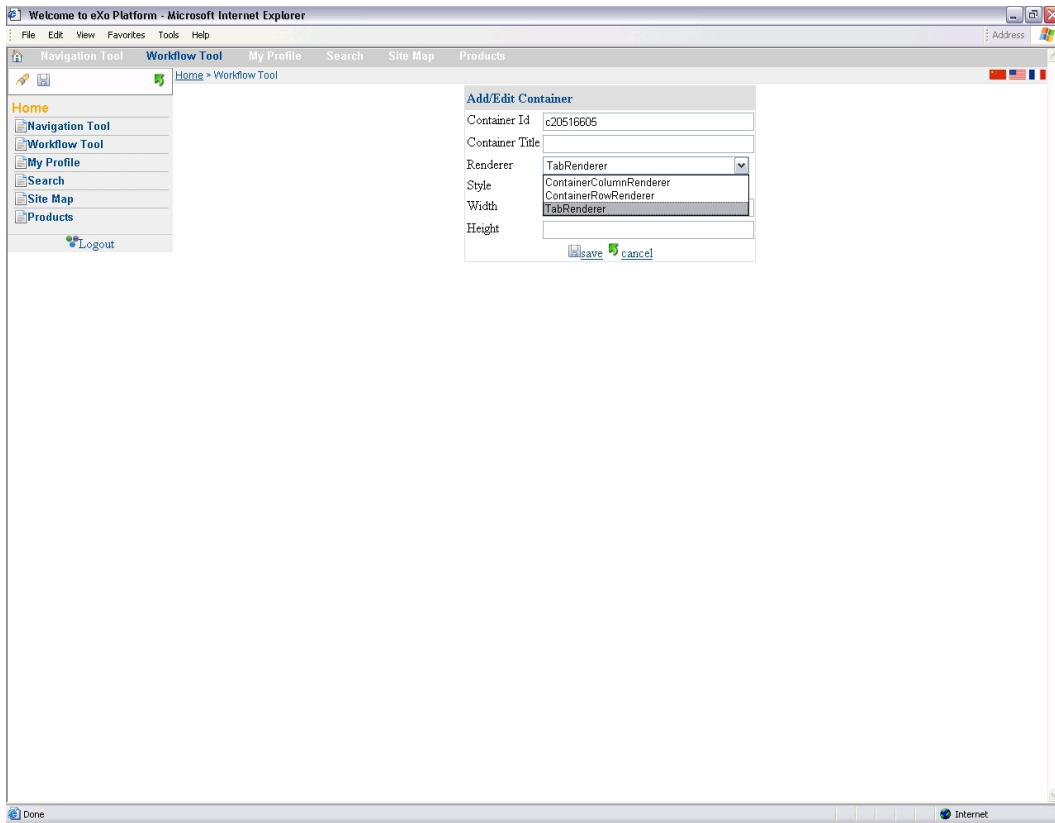 Welcome to eXo Platform - Microsoft Internet Explorer
File Edit View Favorites Tools Help Address
Navigation Tool Workflow Tool My Profile Search Site Map Products
Home > Workflow Tool
Home
Navigation Tool
Workflow Tool
My Profile
Search
Site Map
Products
Logout
Add/Edit Container
Container Id c20516605
Container Title
Renderer TabRenderer
Style ContainerColumnRenderer
ContainerRowRenderer
Width TabRenderer
Height
save cancel
Done Internet